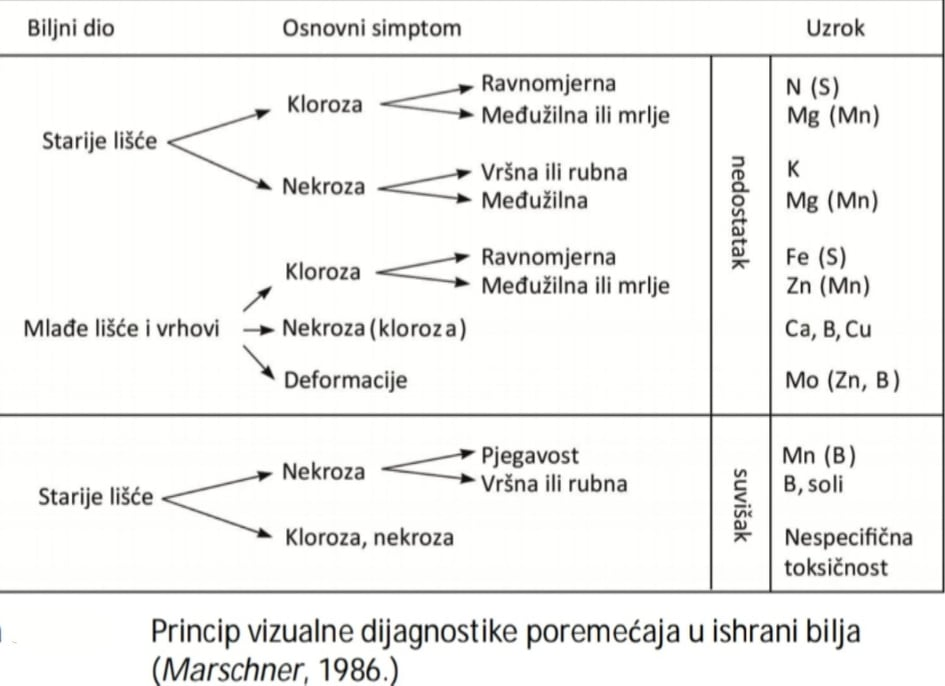 Biljni dio Osnovni simptom Uzrok
Starije lišće
Kloroza
Ravnomjerna
Međužilna ili mrlje
N (S)
Mg (Mn)
Nekroza
Vršna ili rubna
Međužilna
K
Mg (Mn)
nedostatak
Mlađe lišće i vrhovi
Kloroza
Ravnomjerna
Međužilna ili mrlje
Fe (S)
Zn (Mn)
Nekroza (kloroza)
Ca, B, Cu
Deformacije
Mo (Zn, B)
Starije lišće
Nekroza
Pjegavost
Vršna ili rubna
Mn (B)
B, soli
suvišak
Kloroza, nekroza
Nespecifična
toksičnost
Princip vizualne dijagnostike poremećaja u ishrani bilja
(Marschner, 1986.)